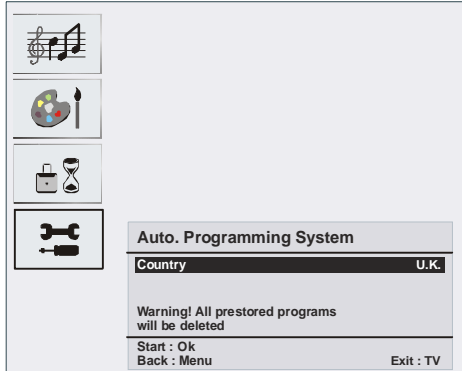 Auto. Programming System
Country U.K.
Warning! All prestored programs
will be deleted
Start : Ok
Back : Menu Exit : TV